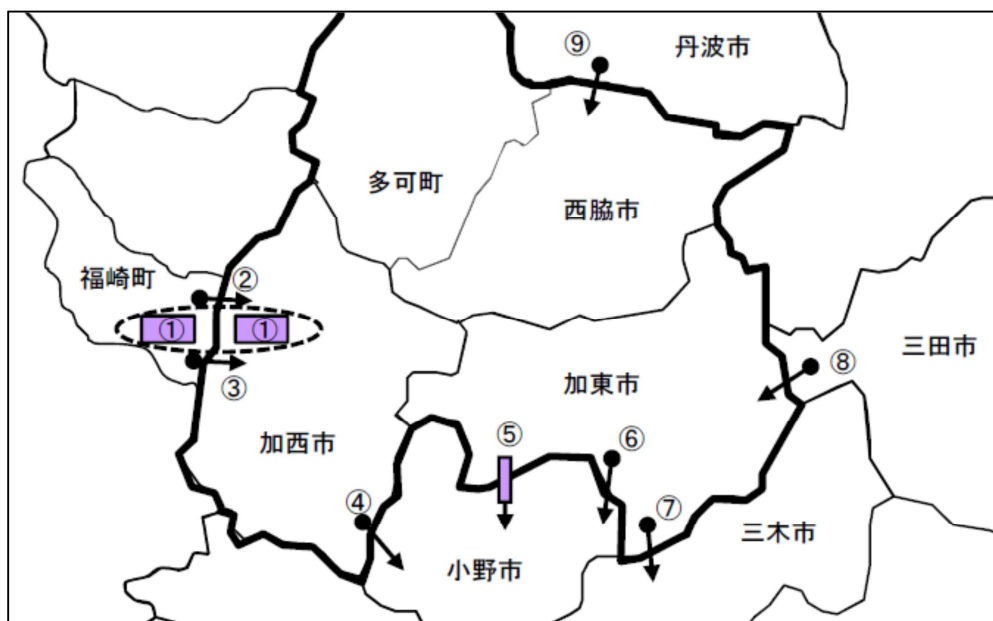 ⑨
丹波市
多可町
西脇市
福崎町
②
① ①
③
三田市
⑧
加東市
加西市
⑤
⑥
④
⑦
三木市
小野市